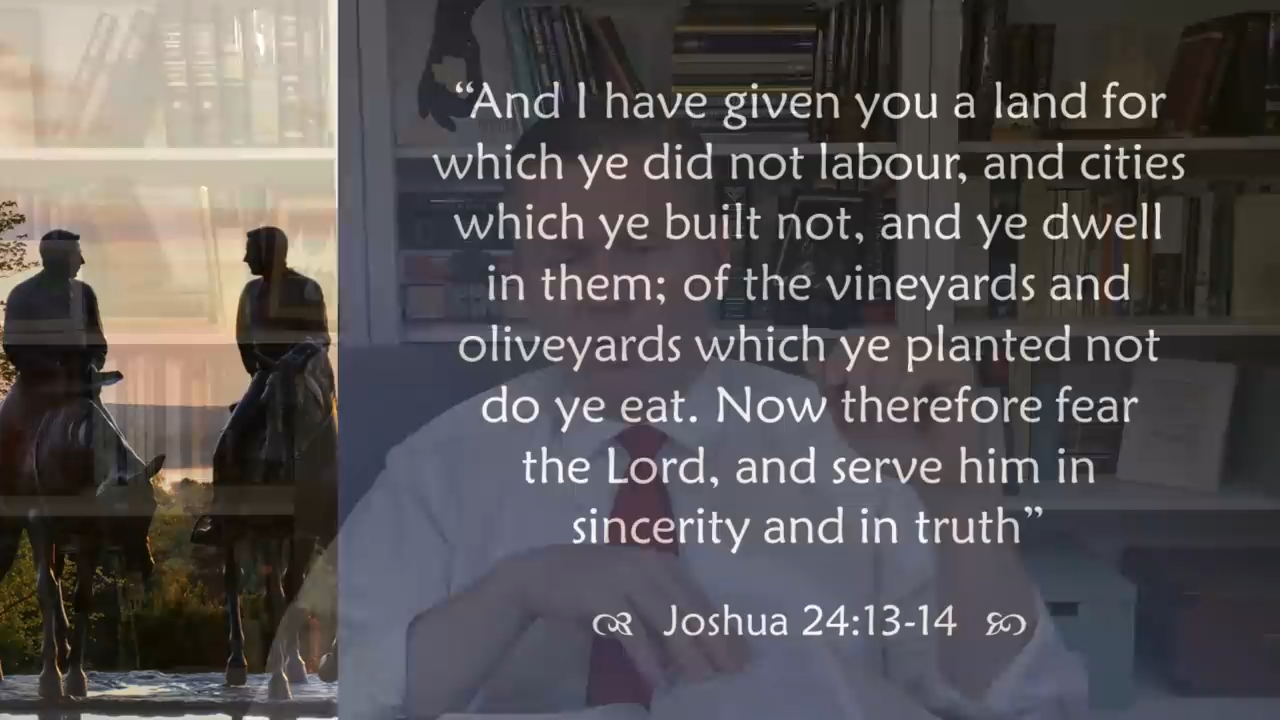 “And I have given you a land for
which ye did not labour, and cities
which ye built not, and ye dwell
in them; of the vineyards and
oliveyards which ye planted not
do ye eat. Now therefore fear
the Lord, and serve him in
sincerity and in truth”
Joshua 24:13-14